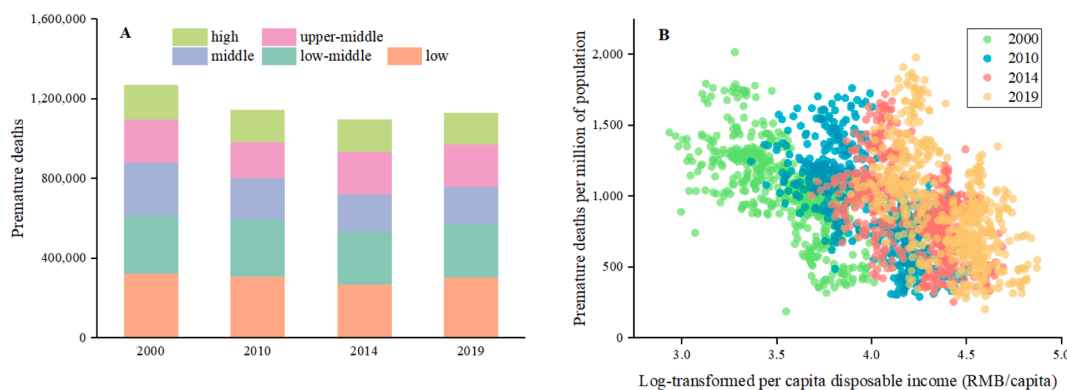 A
high
upper-middle
middle
low-middle
low
Premature deaths
1,600,000
1,200,000
800,000
400,000
0
2000 2010 2014 2019
B
2000
2010
2014
2019
Premature deaths per million of population
2,000
1,500
1,000
500
0
3.0 3.5 4.0 4.5 5.0
Log-transformed per capita disposable income (RMB/capita)